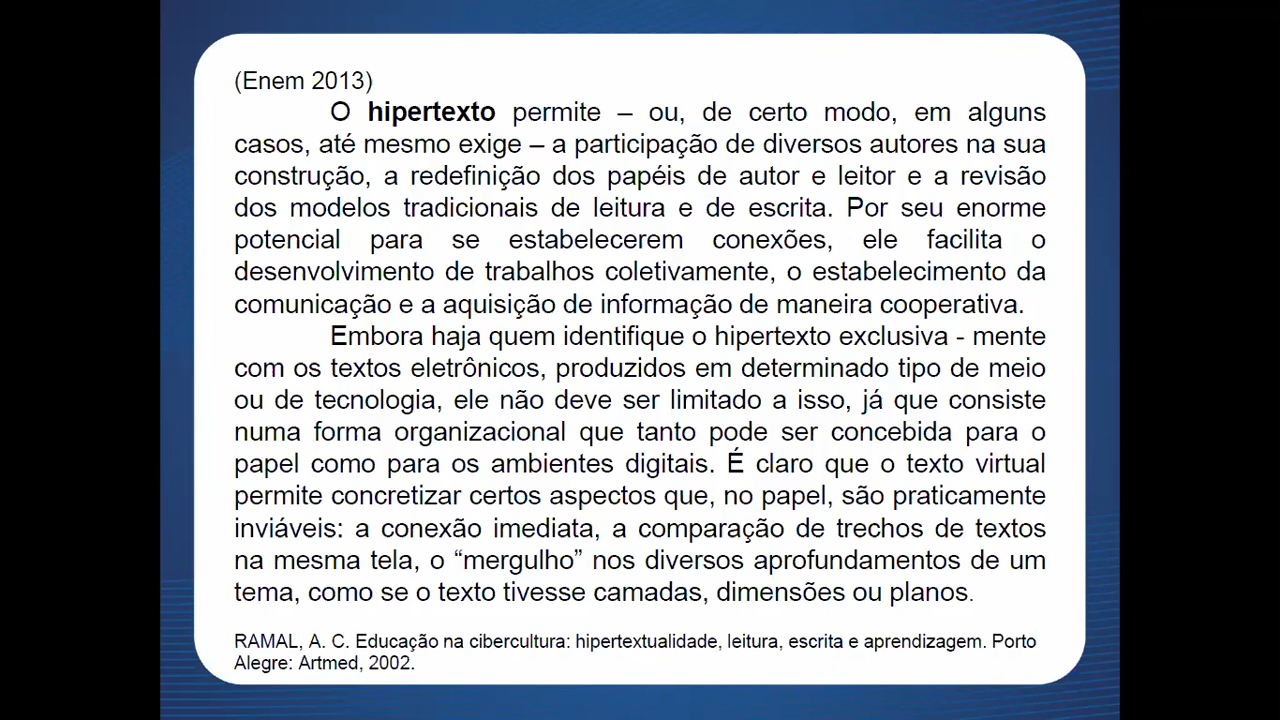 (Enem 2013)
O hipertexto permite – ou, de certo modo, em alguns
casos, até mesmo exige – a participação de diversos autores na sua
construção, a redefinição dos papéis de autor e leitor e a revisão
dos modelos tradicionais de leitura e de escrita. Por seu enorme
potencial para se estabelecerem conexões, ele facilita o
desenvolvimento de trabalhos coletivamente, o estabelecimento da
comunicação e a aquisição de informação de maneira cooperativa.
Embora haja quem identifique o hipertexto exclusiva - mente
com os textos eletrônicos, produzidos em determinado tipo de meio
ou de tecnologia, ele não deve ser limitado a isso, já que consiste
numa forma organizacional que tanto pode ser concebida para o
papel como para os ambientes digitais. É claro que o texto virtual
permite concretizar certos aspectos que, no papel, são praticamente
inviáveis: a conexão imediata, a comparação de trechos de textos
na mesma tela, o “mergulho” nos diversos aprofundamentos de um
tema, como se o texto tivesse camadas, dimensões ou planos.
RAMAL, A. C. Educação na cibercultura: hipertextualidade, leitura, escrita e aprendizagem. Porto
Alegre: Artmed, 2002.